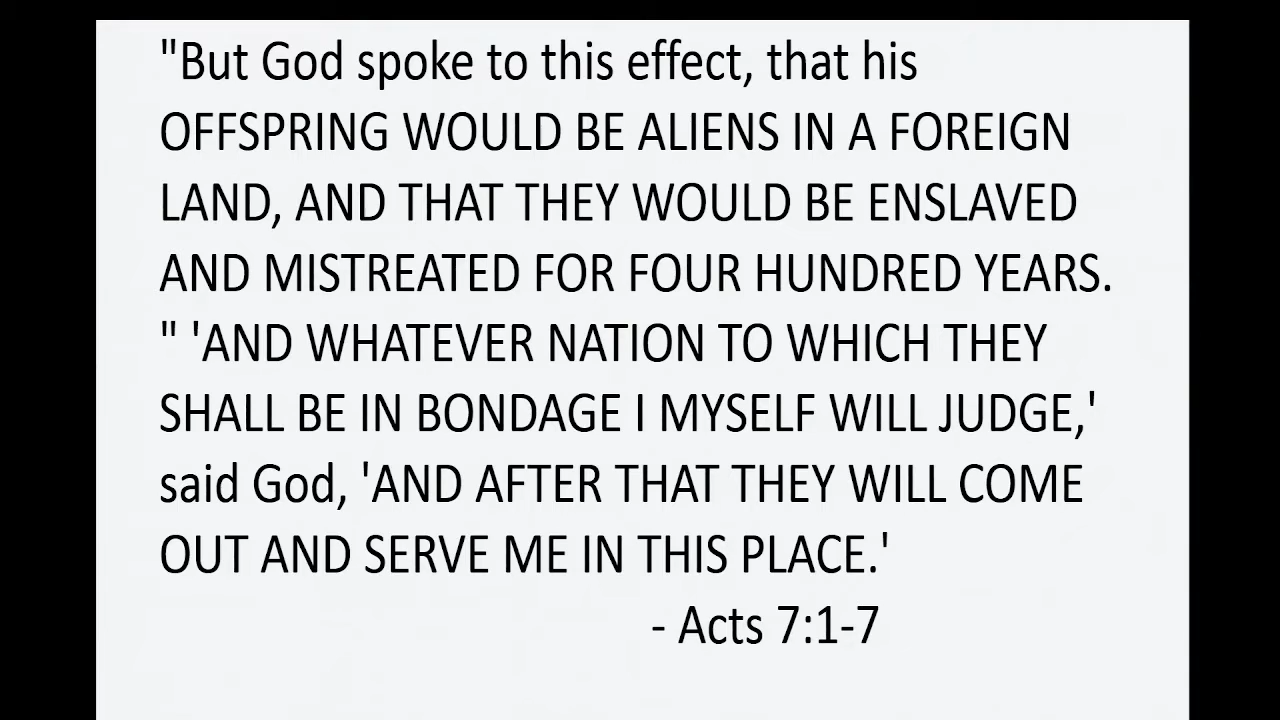 "But God spoke to this effect, that his
OFFSPRING WOULD BE ALIENS IN A FOREIGN
LAND, AND THAT THEY WOULD BE ENSLAVED
AND MISTREATED FOR FOUR HUNDRED YEARS.
" 'AND WHATEVER NATION TO WHICH THEY
SHALL BE IN BONDAGE I MYSELF WILL JUDGE,'
said God, 'AND AFTER THAT THEY WILL COME
OUT AND SERVE ME IN THIS PLACE.'
- Acts 7:1-7